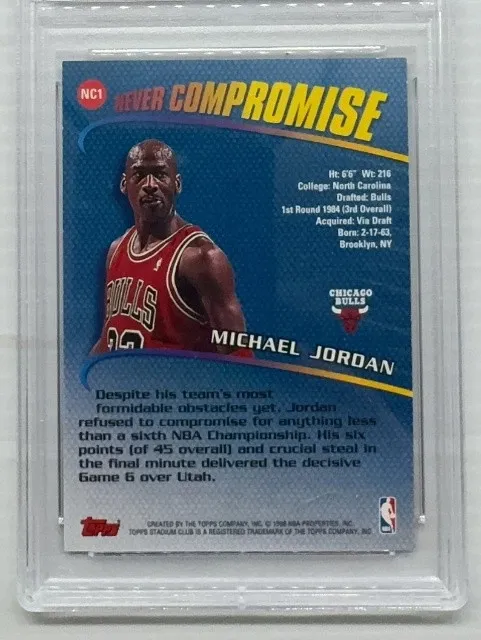 NC1
NEVER COMPROMISE
Ht: 6'6" Wt: 216
College: North Carolina
Drafted: Bulls
1st Round 1984 (3rd Overall)
Acquired: Via Draft
Born: 2-17-63,
Brooklyn, NY
BULLS
23
CHICAGO
BULLS
MICHAEL JORDAN
Despite his team's most
formidable obstacles yet, Jordan
refused to compromise for anything less
than a sixth NBA Championship. His six
points (of 45 overall) and crucial steal in
the final minute delivered the decisive
Game 6 over Utah.
Topps
CREATED BY THE TOPPS COMPANY, INC. © 1998 NBA PROPERTIES, INC.
TOPPS STADIUM CLUB IS A REGISTERED TRADEMARK OF THE TOPPS COMPANY, INC.
NBA